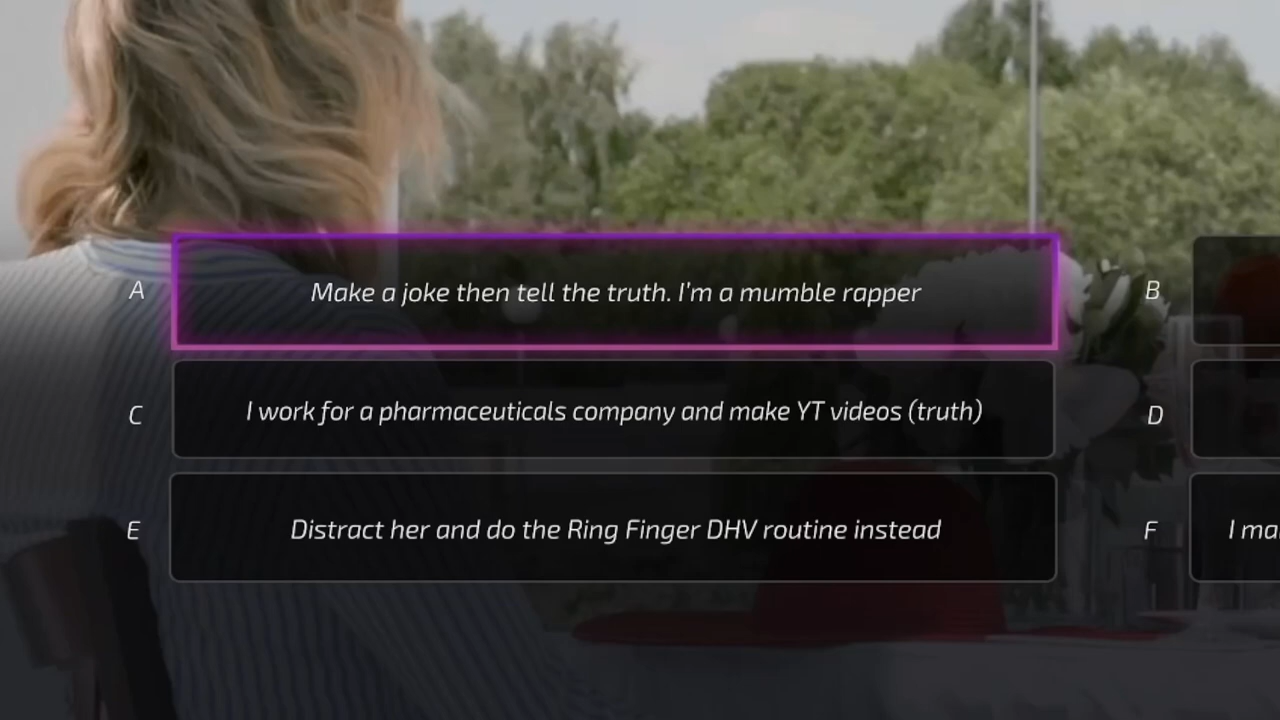 A Make a joke then tell the truth. I'm a mumble rapper B
C I work for a pharmaceuticals company and make YT videos (truth) D
E Distract her and do the Ring Finger DHV routine instead F I